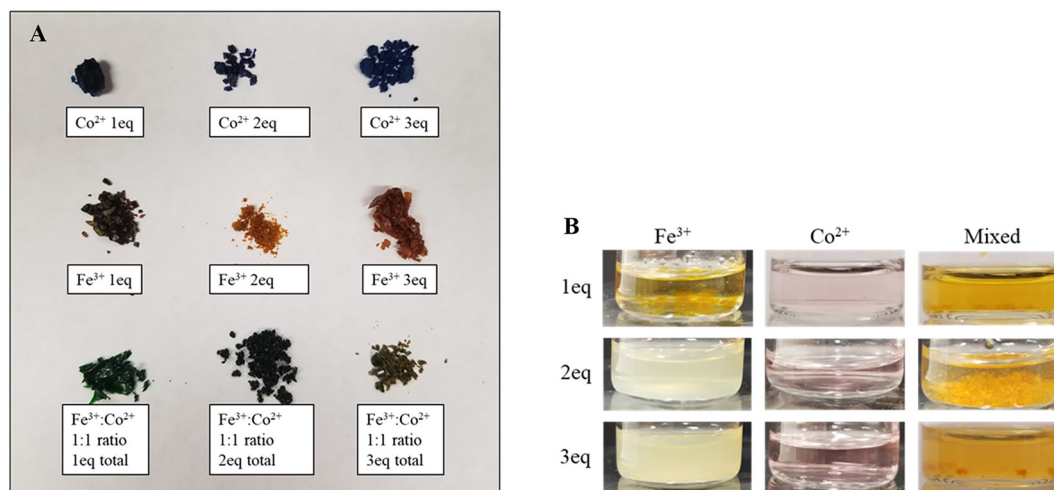 A
Co²⁺ 1eq
Co²⁺ 2eq
Co²⁺ 3eq
Fe³⁺ 1eq
Fe³⁺ 2eq
Fe³⁺ 3eq
Fe³⁺:Co²⁺
1:1 ratio
1eq total
Fe³⁺:Co²⁺
1:1 ratio
2eq total
Fe³⁺:Co²⁺
1:1 ratio
3eq total
B
Fe³⁺ Co²⁺ Mixed
1eq
2eq
3eq